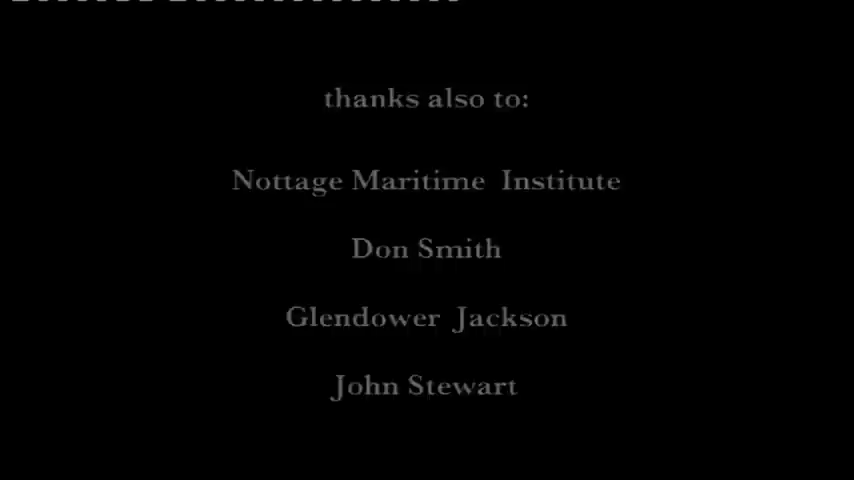 thanks also to:
Nottage Maritime Institute
Don Smith
Glendower Jackson
John Stewart